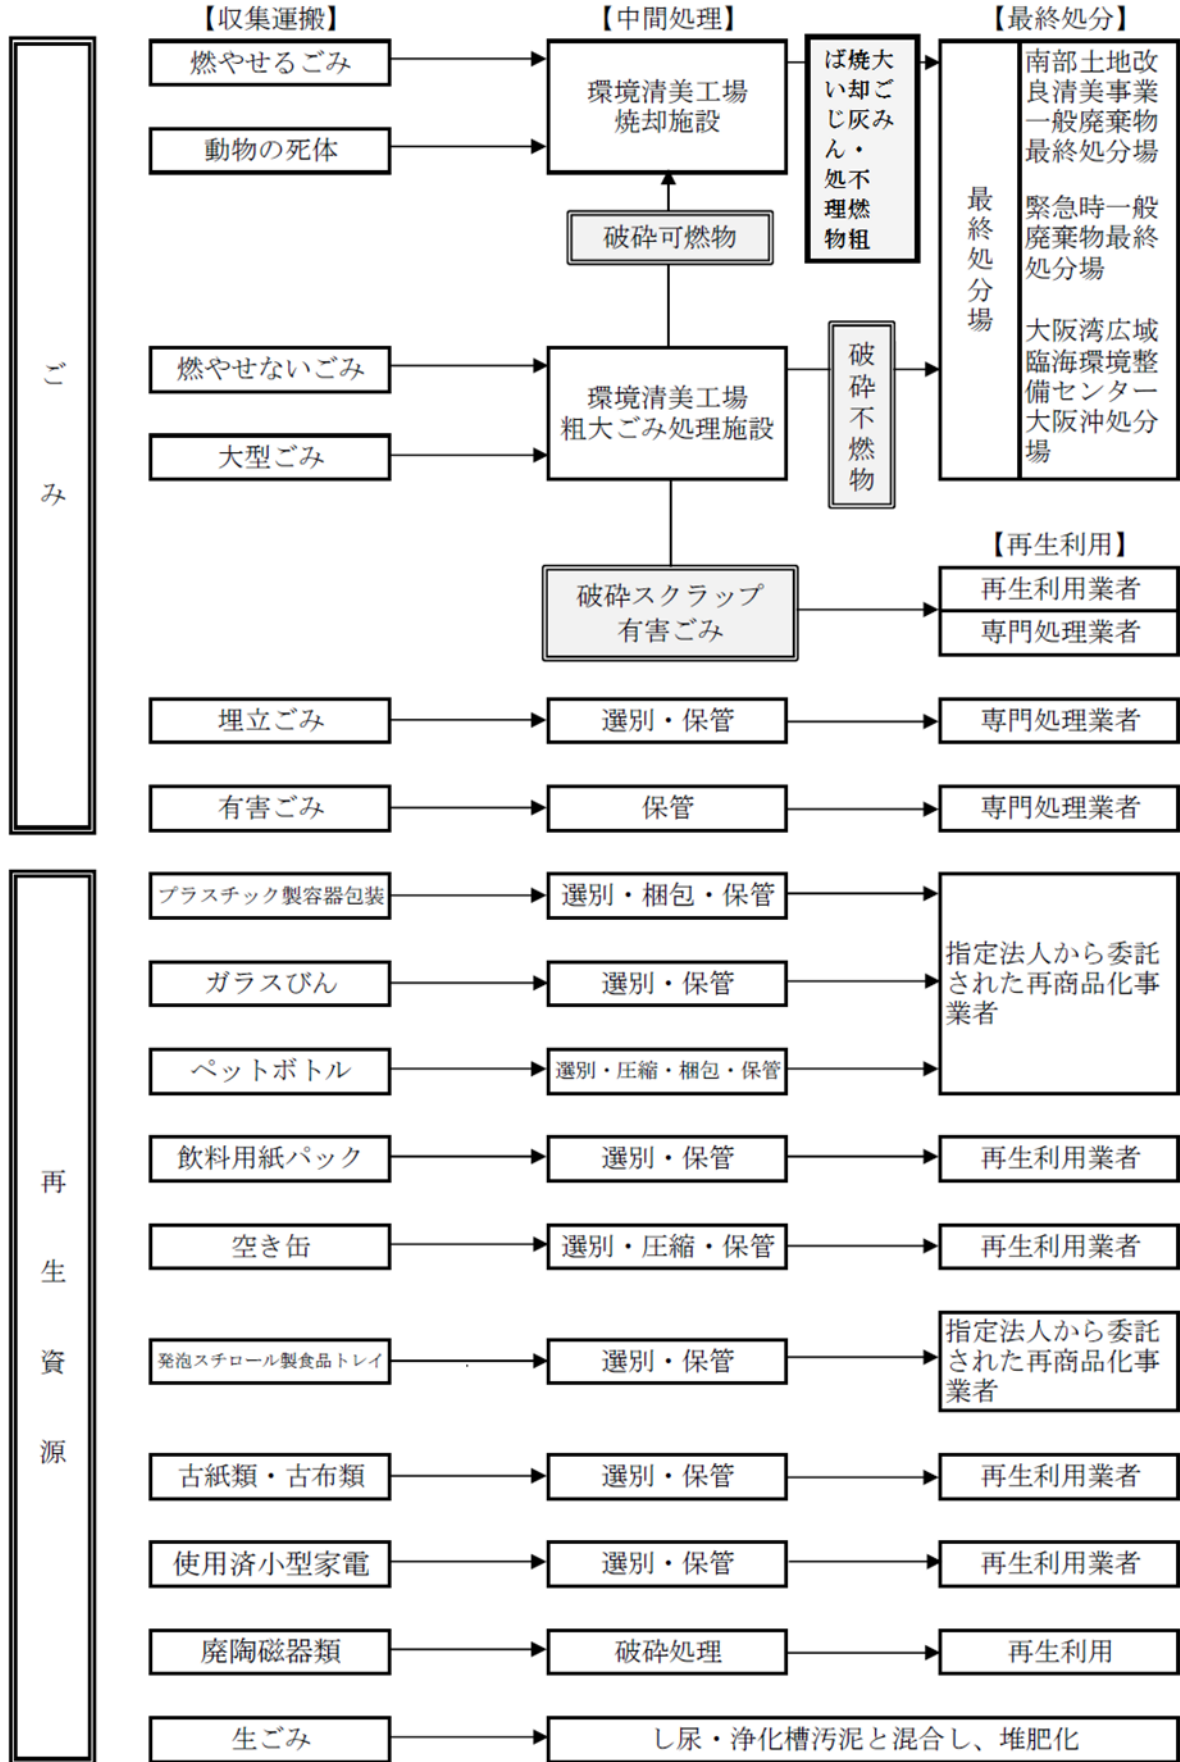 【収集運搬】
【中間処理】
【最終処分】
ごみ
燃やせるごみ
動物の死体
環境清美工場
焼却施設
大ごみ
焼却灰・不燃粗
ばいじん・処理物
破砕可燃物
燃やせないごみ
大型ごみ
環境清美工場
粗大ごみ処理施設
破砕不燃物
最終処分場
南部土地改
良清美事業
一般廃棄物
最終処分場
緊急時一般
廃棄物最終
処分場
大阪湾広域
臨海環境整
備センター
大阪沖処分
場
破砕スクラップ
有害ごみ
【再生利用】
再生利用業者
専門処理業者
埋立ごみ
選別・保管
専門処理業者
有害ごみ
保管
専門処理業者
再生資源
プラスチック製容器包装
選別・梱包・保管
ガラスびん
選別・保管
ペットボトル
選別・圧縮・梱包・保管
指定法人から委託
された再商品化事
業者
飲料用紙パック
選別・保管
再生利用業者
空き缶
選別・圧縮・保管
再生利用業者
発泡スチロール製食品トレイ
選別・保管
指定法人から委託
された再商品化事
業者
古紙類・古布類
選別・保管
再生利用業者
使用済小型家電
選別・保管
再生利用業者
廃陶磁器類
破砕処理
再生利用
生ごみ
し尿・浄化槽汚泥と混合し、堆肥化